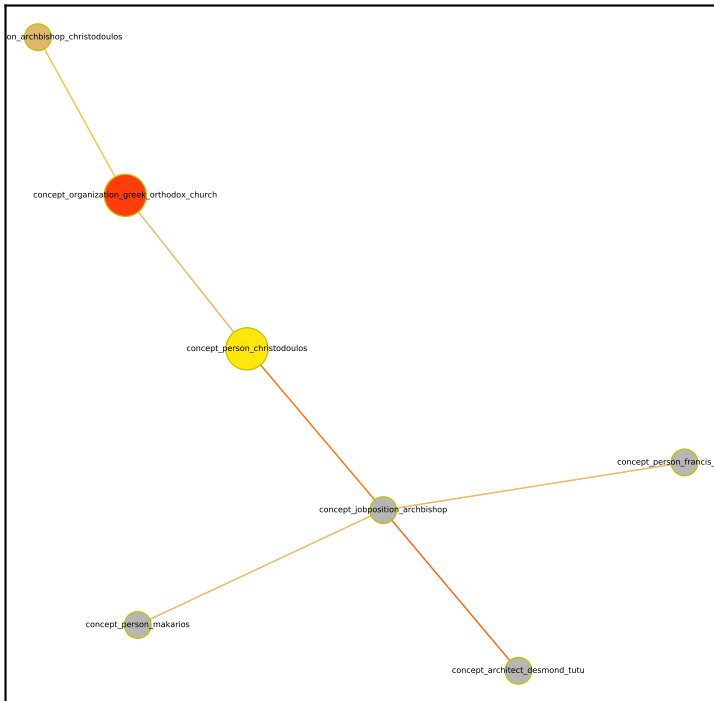 on_archbishop_christodoulos
concept_organization_greek_orthodox_church
concept_person_christodoulos
concept_person_francis_
concept_jobposition_archbishop
concept_person_makarios
concept_architect_desmond_tutu